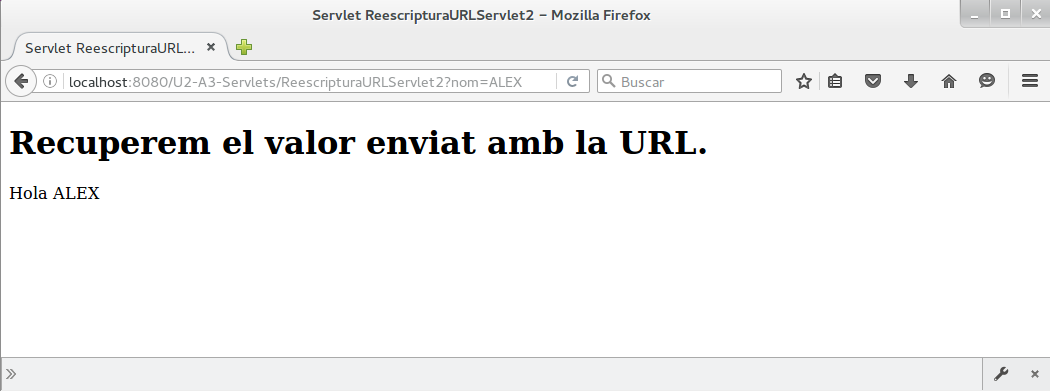 Servlet ReescripturaURLServlet2 – Mozilla Firefox
Servlet ReescripturaURL...
localhost:8080/U2-A3-Servlets/ReescripturaURLServlet2?nom=ALEX
Buscar
Recuperem el valor enviat amb la URL.
Hola ALEX